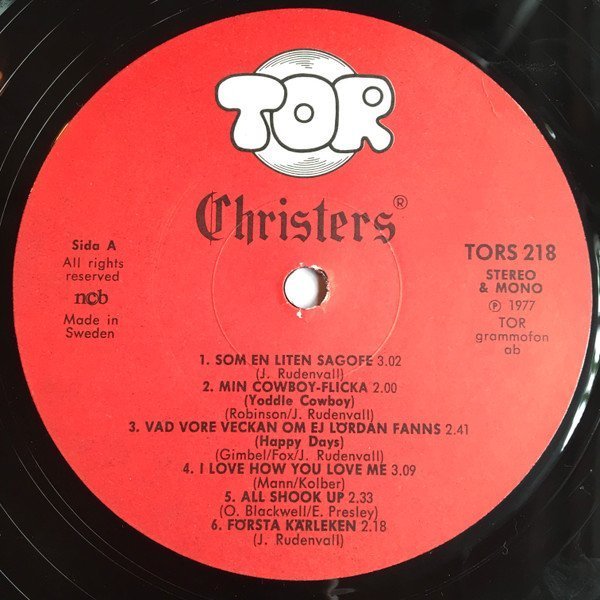 TOR
Christers®
Sida A
All rights
reserved
ncb
Made in
Sweden
TORS 218
STEREO
& MONO
℗ 1977
TOR
grammofon
ab
1. SOM EN LITEN SAGOFE 3.02
(J. Rudenvall)
2. MIN COWBOY-FLICKA 2.00
(Yoddle Cowboy)
(Robinson/J. Rudenvall)
3. VAD VORE VECKAN OM EJ LÖRDAN FANNS 2.41
(Happy Days)
(Gimbel/Fox/J. Rudenvall)
4. I LOVE HOW YOU LOVE ME 3.09
(Mann/Kolber)
5. ALL SHOOK UP 2.33
(O. Blackwell/E. Presley)
6. FÖRSTA KÄRLEKEN 2.18
(J. Rudenvall)